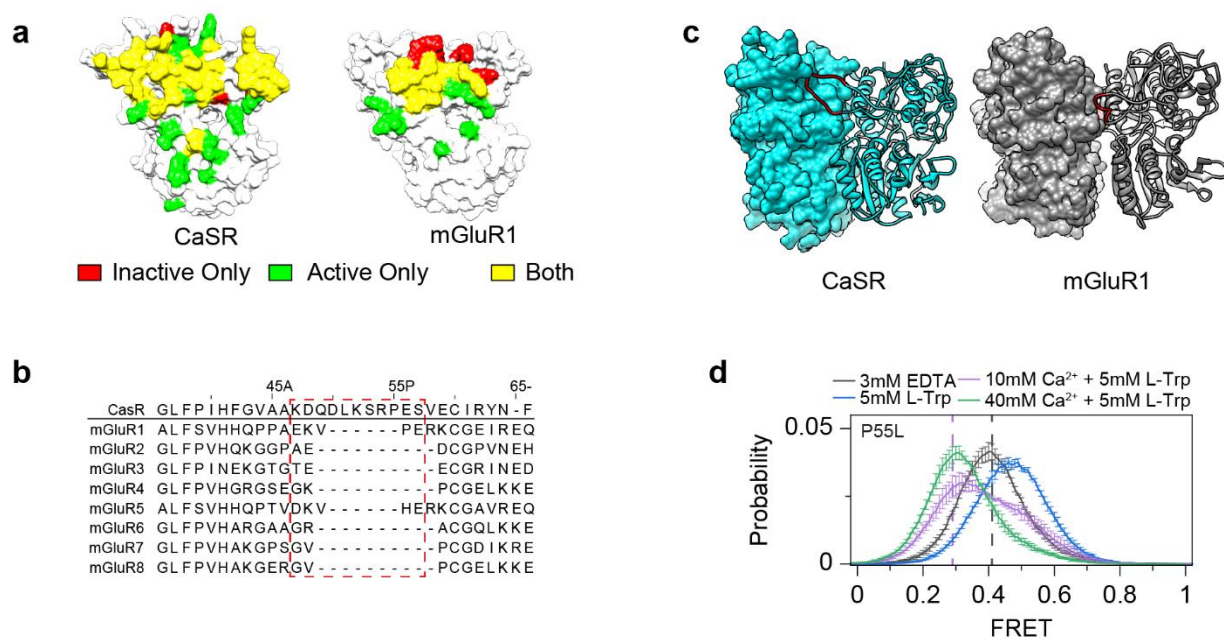 a
CaSR
mGluR1
Inactive Only
Active Only
Both
b
45A 55P 65-
CasR GLFPIHFGVAAKDQDLKSRPESVECIRYN-F
mGluR1 ALFSVHHQPPAEKV------PERKCGEIREQ
mGluR2 GLFPVHQKGGPAE----------DCGPVNEH
mGluR3 GLFPINEKGTGTE----------ECGRINED
mGluR4 GLFPVHGRGSEGK----------PCGELKKE
mGluR5 ALFSVHHQPTVDKV------HERKCGAVREQ
mGluR6 GLFPVHARGAAGR----------ACGQLKKE
mGluR7 GLFPVHAKGPSGV----------PCGDIKRE
mGluR8 GLFPVHAKGERGV----------PCGELKKE
c
CaSR
mGluR1
d
3mM EDTA
5mM L-Trp
10mM Ca²⁺ + 5mM L-Trp
40mM Ca²⁺ + 5mM L-Trp
P55L
0.05
0
Probability
0 0.2 0.4 0.6 0.8 1
FRET